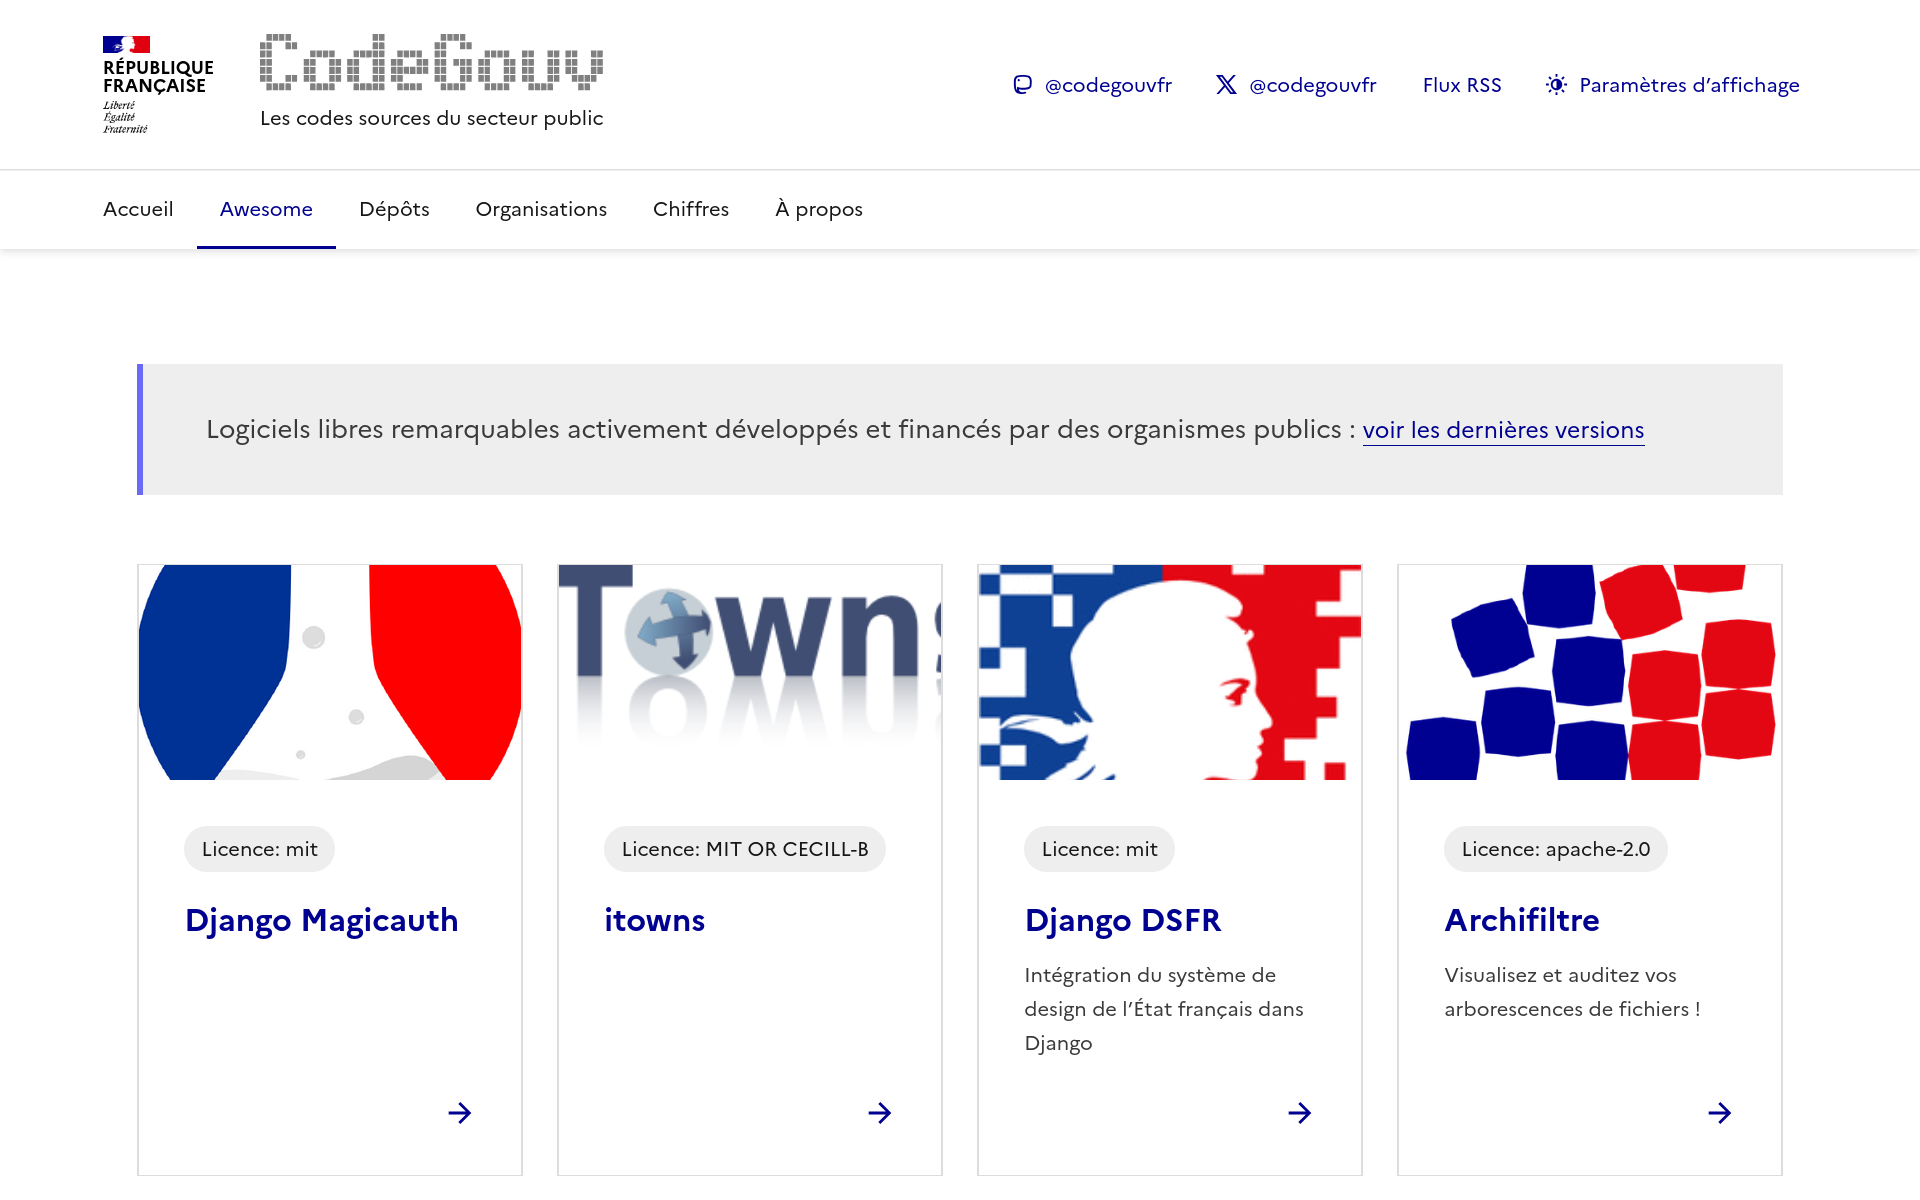 RÉPUBLIQUE
FRANÇAISE
Liberté
Égalité
Fraternité
CodeGouv
Les codes sources du secteur public
@codegouvfr
@codegouvfr
Flux RSS
Paramètres d’affichage
Accueil
Awesome
Dépôts
Organisations
Chiffres
À propos
Logiciels libres remarquables activement développés et financés par des organismes publics : voir les dernières versions
Licence: mit
Django Magicauth
Towns
Licence: MIT OR CECILL-B
itowns
Licence: mit
Django DSFR
Intégration du système de
design de l’État français dans
Django
Licence: apache-2.0
Archifiltre
Visualisez et auditez vos
arborescences de fichiers !